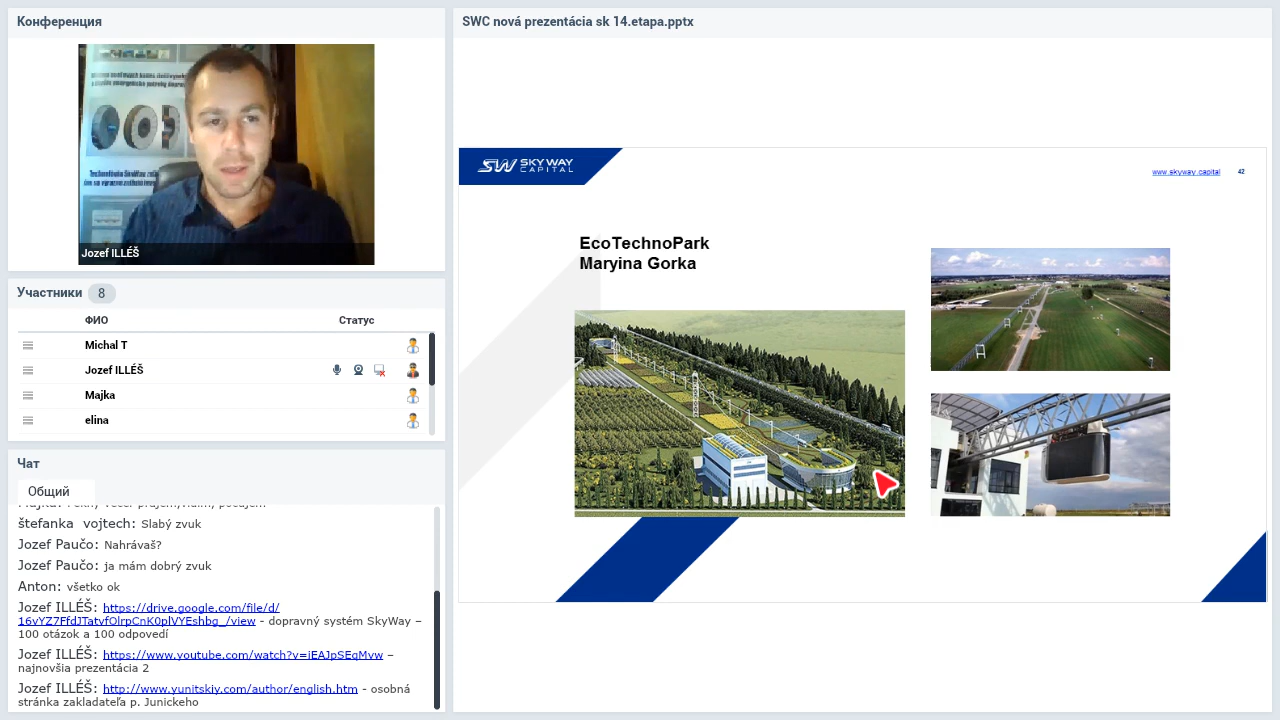 Конференция
Jozef ILLÉŠ
Участники 8
ФИО Статус
Michal T
Jozef ILLÉŠ
Majka
elina
Чат
Общий
štefanka vojtech: Slabý zvuk
Jozef Paučo: Nahrávaš?
Jozef Paučo: ja mám dobrý zvuk
Anton: všetko ok
Jozef ILLÉŠ: https://drive.google.com/file/d/
16vYZ7FfdJTatvfOlrpCnK0plVYEshbg_/view - dopravný systém SkyWay –
100 otázok a 100 odpovedí
Jozef ILLÉŠ: https://www.youtube.com/watch?v=iEAJpSEqMvw –
najnovšia prezentácia 2
Jozef ILLÉŠ: http://www.yunitskiy.com/author/english.htm - osobná
stránka zakladateľa p. Junickeho
SWC nová prezentácia sk 14.etapa.pptx
SW SKY WAY
CAPITAL
www.skyway.capital 42
EcoTechnoPark
Maryina Gorka